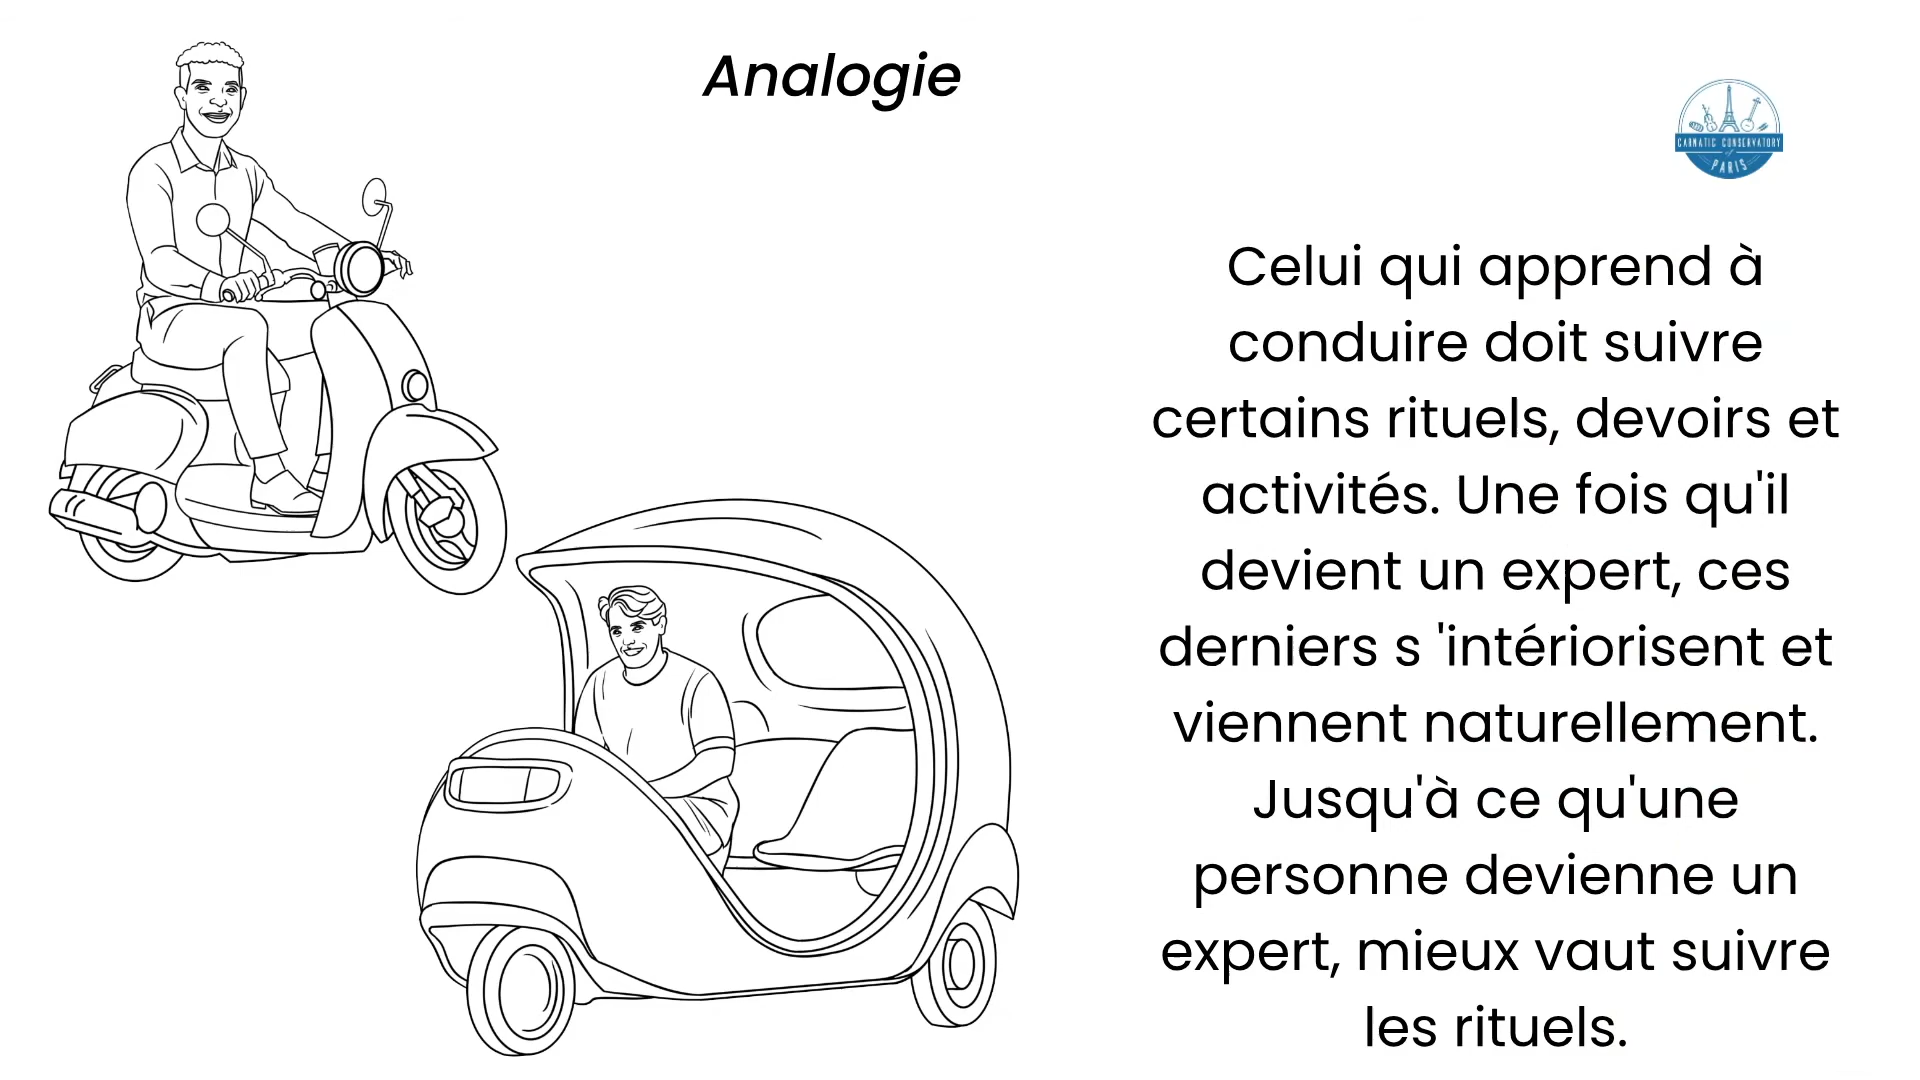 Analogie
CARNATIC CONSERVATORY
of
PARIS
Celui qui apprend à
conduire doit suivre
certains rituels, devoirs et
activités. Une fois qu'il
devient un expert, ces
derniers s 'intériorisent et
viennent naturellement.
Jusqu'à ce qu'une
personne devienne un
expert, mieux vaut suivre
les rituels.